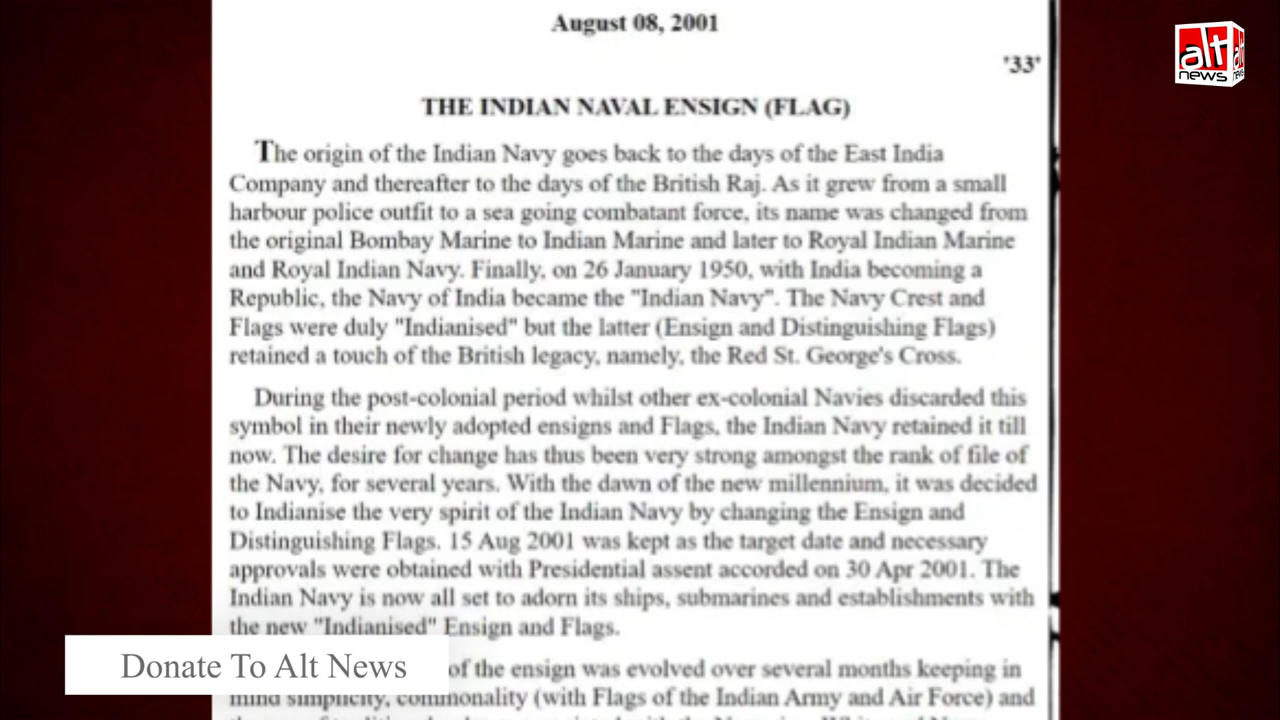 August 08, 2001
alt
news
'33'
THE INDIAN NAVAL ENSIGN (FLAG)
The origin of the Indian Navy goes back to the days of the East India
Company and thereafter to the days of the British Raj. As it grew from a small
harbour police outfit to a sea going combatant force, its name was changed from
the original Bombay Marine to Indian Marine and later to Royal Indian Marine
and Royal Indian Navy. Finally, on 26 January 1950, with India becoming a
Republic, the Navy of India became the "Indian Navy". The Navy Crest and
Flags were duly "Indianised" but the latter (Ensign and Distinguishing Flags)
retained a touch of the British legacy, namely, the Red St. George's Cross.
During the post-colonial period whilst other ex-colonial Navies discarded this
symbol in their newly adopted ensigns and Flags, the Indian Navy retained it till
now. The desire for change has thus been very strong amongst the rank of file of
the Navy, for several years. With the dawn of the new millennium, it was decided
to Indianise the very spirit of the Indian Navy by changing the Ensign and
Distinguishing Flags. 15 Aug 2001 was kept as the target date and necessary
approvals were obtained with Presidential assent accorded on 30 Apr 2001. The
Indian Navy is now all set to adorn its ships, submarines and establishments with
the new "Indianised" Ensign and Flags.
Donate To Alt News
of the ensign was evolved over several months keeping in
mind simplicity, commonality (with Flags of the Indian Army and Air Force) and